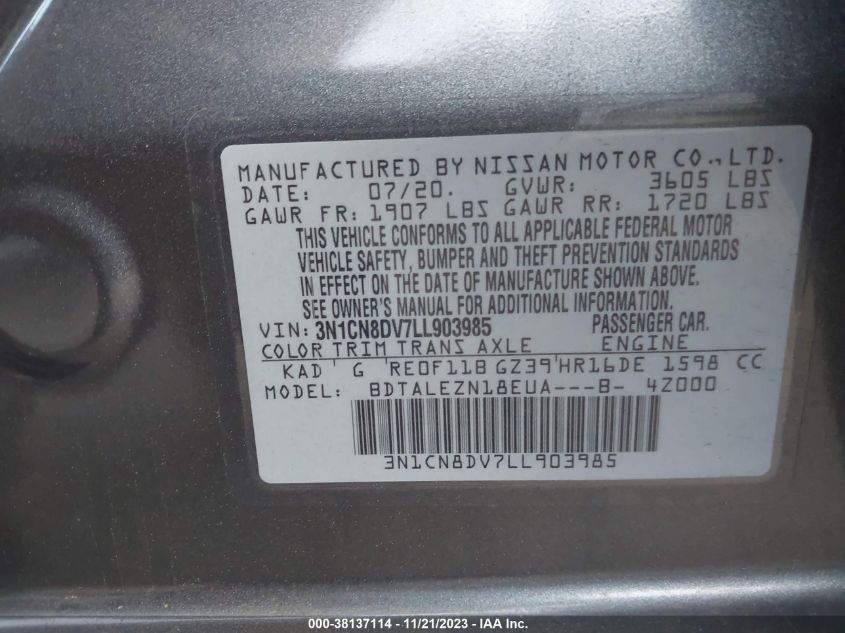 MANUFACTURED BY NISSAN MOTOR CO., LTD.
DATE: 07/20. GVWR: 3605 LBS
GAWR FR: 1907 LBS GAWR RR: 1720 LBS
THIS VEHICLE CONFORMS TO ALL APPLICABLE FEDERAL MOTOR
VEHICLE SAFETY, BUMPER AND THEFT PREVENTION STANDARDS
IN EFFECT ON THE DATE OF MANUFACTURE SHOWN ABOVE.
SEE OWNER'S MANUAL FOR ADDITIONAL INFORMATION.
VIN: 3N1CN8DV7LL903985 PASSENGER CAR.
COLOR TRIM TRANS AXLE ENGINE
KAD G RE0F11B GZ39 HR16DE 1598 CC
MODEL: BDTALEZN18EUA---B- 4Z000
3N1CN8DV7LL903985
000-38137114 - 11/21/2023 - WWW.IAAI.COM